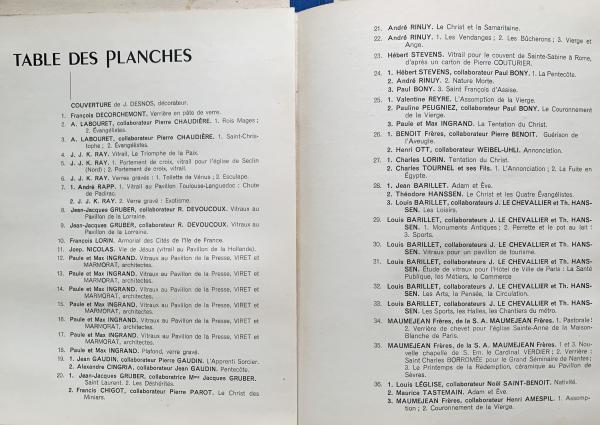 TABLE DES PLANCHES
COUVERTURE de J. DESNOS, décorateur.
1. François DECORCHEMONT. Verrière en pâte de verre.
2. A. LABOURET, collaborateur Pierre CHAUDIÈRE. 1. Rois Mages ;
2. Évangélistes.
3. A. LABOURET, collaborateur Pierre CHAUDIÈRE. 1. Saint-Chris-
tophe ; 2. Évangélistes.
4. J. J. K. RAY. Vitrail, Le Triomphe de la Paix.
5. J. J. K. RAY. 1. Portement de croix, vitrail pour l'église de Seclin
(Nord) ; 2. Portement de croix, vitrail.
6. J. J. K. RAY. Verres gravés : 1. Toilette de Vénus ; 2. Esculape.
7. 1. André RAPP. Vitrail au Pavillon Toulouse-Languedoc : Chute
de Padirac.
2. J. J. K. RAY. 2. Verre gravé : Exotisme.
8. Jean-Jacques GRUBER, collaborateur R. DEVOUCOUX. Vitraux au
Pavillon de la Lorraine.
9. Jean-Jacques GRUBER, collaborateur R. DEVOUCOUX. Vitraux au
Pavillon de la Lorraine.
10. François LORIN. Armorial des Cités de l'Ile de France.
11. Joep. NICOLAS. Vie de Jésus (vitrail au Pavillon de la Hollande).
12. Paule et Max INGRAND. Vitraux au Pavillon de la Presse, VIRET et
MARMORAT, architectes.
13. Paule et Max INGRAND. Vitraux au Pavillon de la Presse, VIRET et
MARMORAT, architectes.
14. Paule et Max INGRAND. Vitraux au Pavillon de la Presse, VIRET et
MARMORAT, architectes.
15. Paule et Max INGRAND. Vitraux au Pavillon de la Presse, VIRET et
MARMORAT, architectes.
16. Paule et Max INGRAND. Vitraux au Pavillon de la Presse, VIRET et
MARMORAT, architectes.
17. Paule et Max INGRAND. Vitraux au Pavillon de la Presse, VIRET et
MARMORAT, architectes.
18. Paule et Max INGRAND. Plafond, verre gravé.
19. 1. Jean GAUDIN, collaborateur Pierre GAUDIN. L'Apprenti Sorcier.
2. Alexandre CINGRIA, collaborateur Jean GAUDIN. Pentecôte.
20. 1. Jean-Jacques GRUBER, collaboratrice Mme Jacques GRUBER.
Saint Laurent. 2. Les Déshérités.
2. Francis CHIGOT, collaborateur Pierre PAROT. Le Christ des
Miniers.
21. André RINUY. Le Christ et la Samaritaine.
22. André RINUY. 1. Les Vendanges ; 2. Les Bûcherons ; 3. Vierge et
Ange.
23. Hébert STEVENS. Vitrail pour le couvent de Sainte-Sabine à Rome,
d'après un carton de Pierre COUTURIER.
24. 1. Hébert STEVENS, collaborateur Paul BONY. 1. La Pentecôte.
2. André RINUY. 2. Nature Morte.
3. Paul BONY. 3. Saint François d'Assise.
25. 1. Valentine REYRE. L'Assomption de la Vierge.
2. Pauline PEUGNIEZ, collaborateur Paul BONY. Le Couronnement
de la Vierge.
3. Paule et Max INGRAND. La Tentation du Christ.
26. 1. BENOIT Frères, collaborateur Pierre BENOIT. Guérison de
l'Aveugle.
2. Henri OTT, collaborateur WEIBEL-UHLI. Annonciation.
27. 1. Charles LORIN. Tentation du Christ.
2. Charles TOURNEL et ses Fils. 1. L'Annonciation ; 2. La Fuite en
Égypte.
28. 1. Jean BARILLET. Adam et Ève.
2. Théodore HANSSEN. Le Christ et les Quatre Évangélistes.
3. Louis BARILLET, collaborateurs J. LE CHEVALLIER et Th. HANS-
SEN. Les Loisirs.
29. Louis BARILLET, collaborateurs J. LE CHEVALLIER et Th. HANS-
SEN. 1. Monuments Antiques ; 2. Perrette et le pot au lait ;
3. Sports.
30. Louis BARILLET, collaborateurs J. LE CHEVALLIER et Th. HANS-
SEN. Vitraux pour un pavillon de tourisme.
31. Louis BARILLET, collaborateurs J. LE CHEVALLIER et Th. HANS-
SEN. Étude de vitraux pour l'Hôtel de Ville de Paris : La Santé
Publique, les Métiers, le Commerce
32. Louis BARILLET, collaborateurs J. LE CHEVALLIER et Th. HANS-
SEN. Les Arts, la Pensée, la Circulation.
33. Louis BARILLET, collaborateurs J. LE CHEVALLIER et Th. HANS-
SEN. Les Sports, les Halles, les Chantiers du métro.
34. MAUMEJEAN Frères, de la S. A. MAUMEJEAN Frères. 1. Pastorale ;
2. Verrière de chevet pour l'église Sainte-Anne de la Maison-
Blanche de Paris.
35. MAUMEJEAN Frères, de la S. A. MAUMEJEAN Frères. 1 et 3. Nou-
velle chapelle de S. Em. le Cardinal VERDIER ; 2. Verrière :
Saint Charles BORROMÉE pour le Grand Séminaire de Nantes ;
3. Le Printemps de la Rédemption, céramique au Pavillon de
Sèvres.
36. 1. Louis LÉGLISE, collaborateur Noël SAINT-BENOIT. Nativité.
2. Maurice TASTEMAIN. Adam et Ève.
3. MAUMEJEAN Frères, collaborateur Henri AMESPIL. 1. Assomp-
tion ; 2. Couronnement de la Vierge.